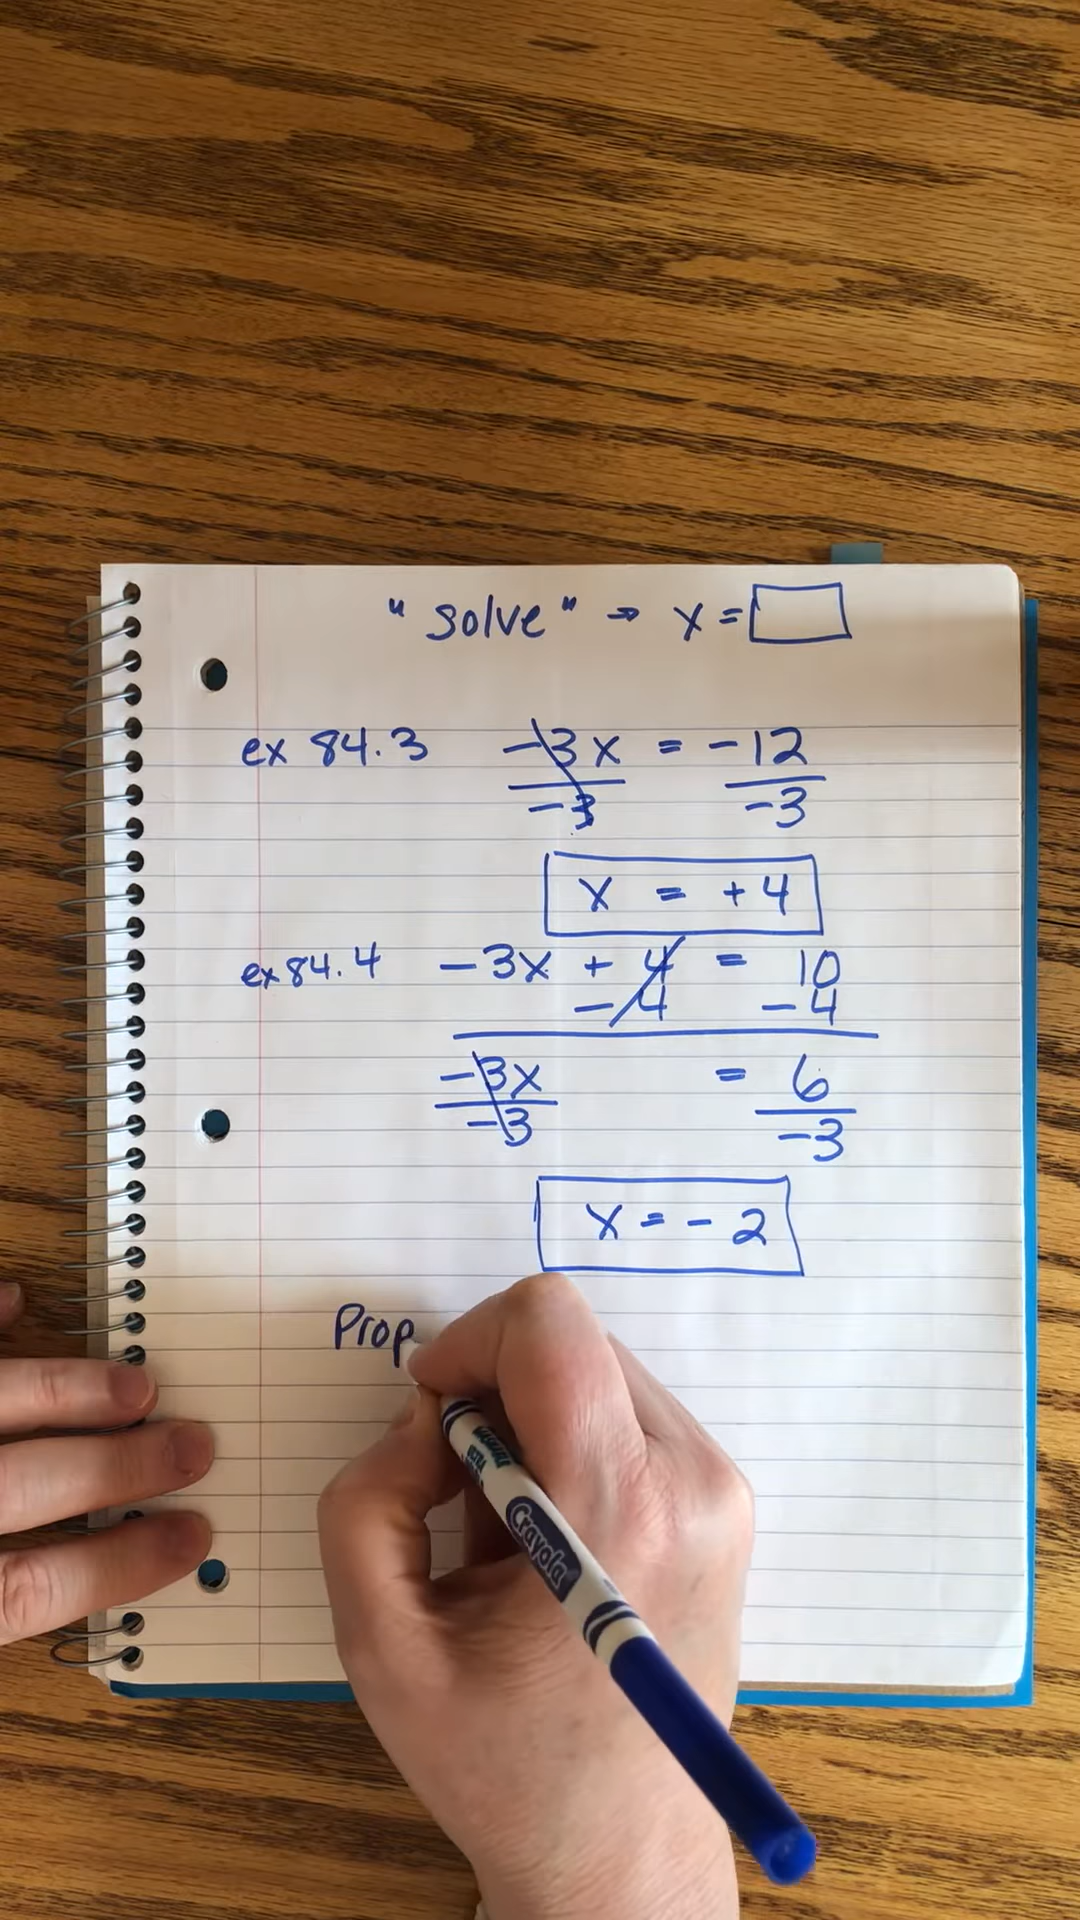 "solve" → x = ☐
ex 84.3 -3x = -12
-3 -3
x = +4
ex 84.4 -3x + 4 = 10
-4 -4
-3x = 6
-3 -3
x = -2
Prop
Crayola